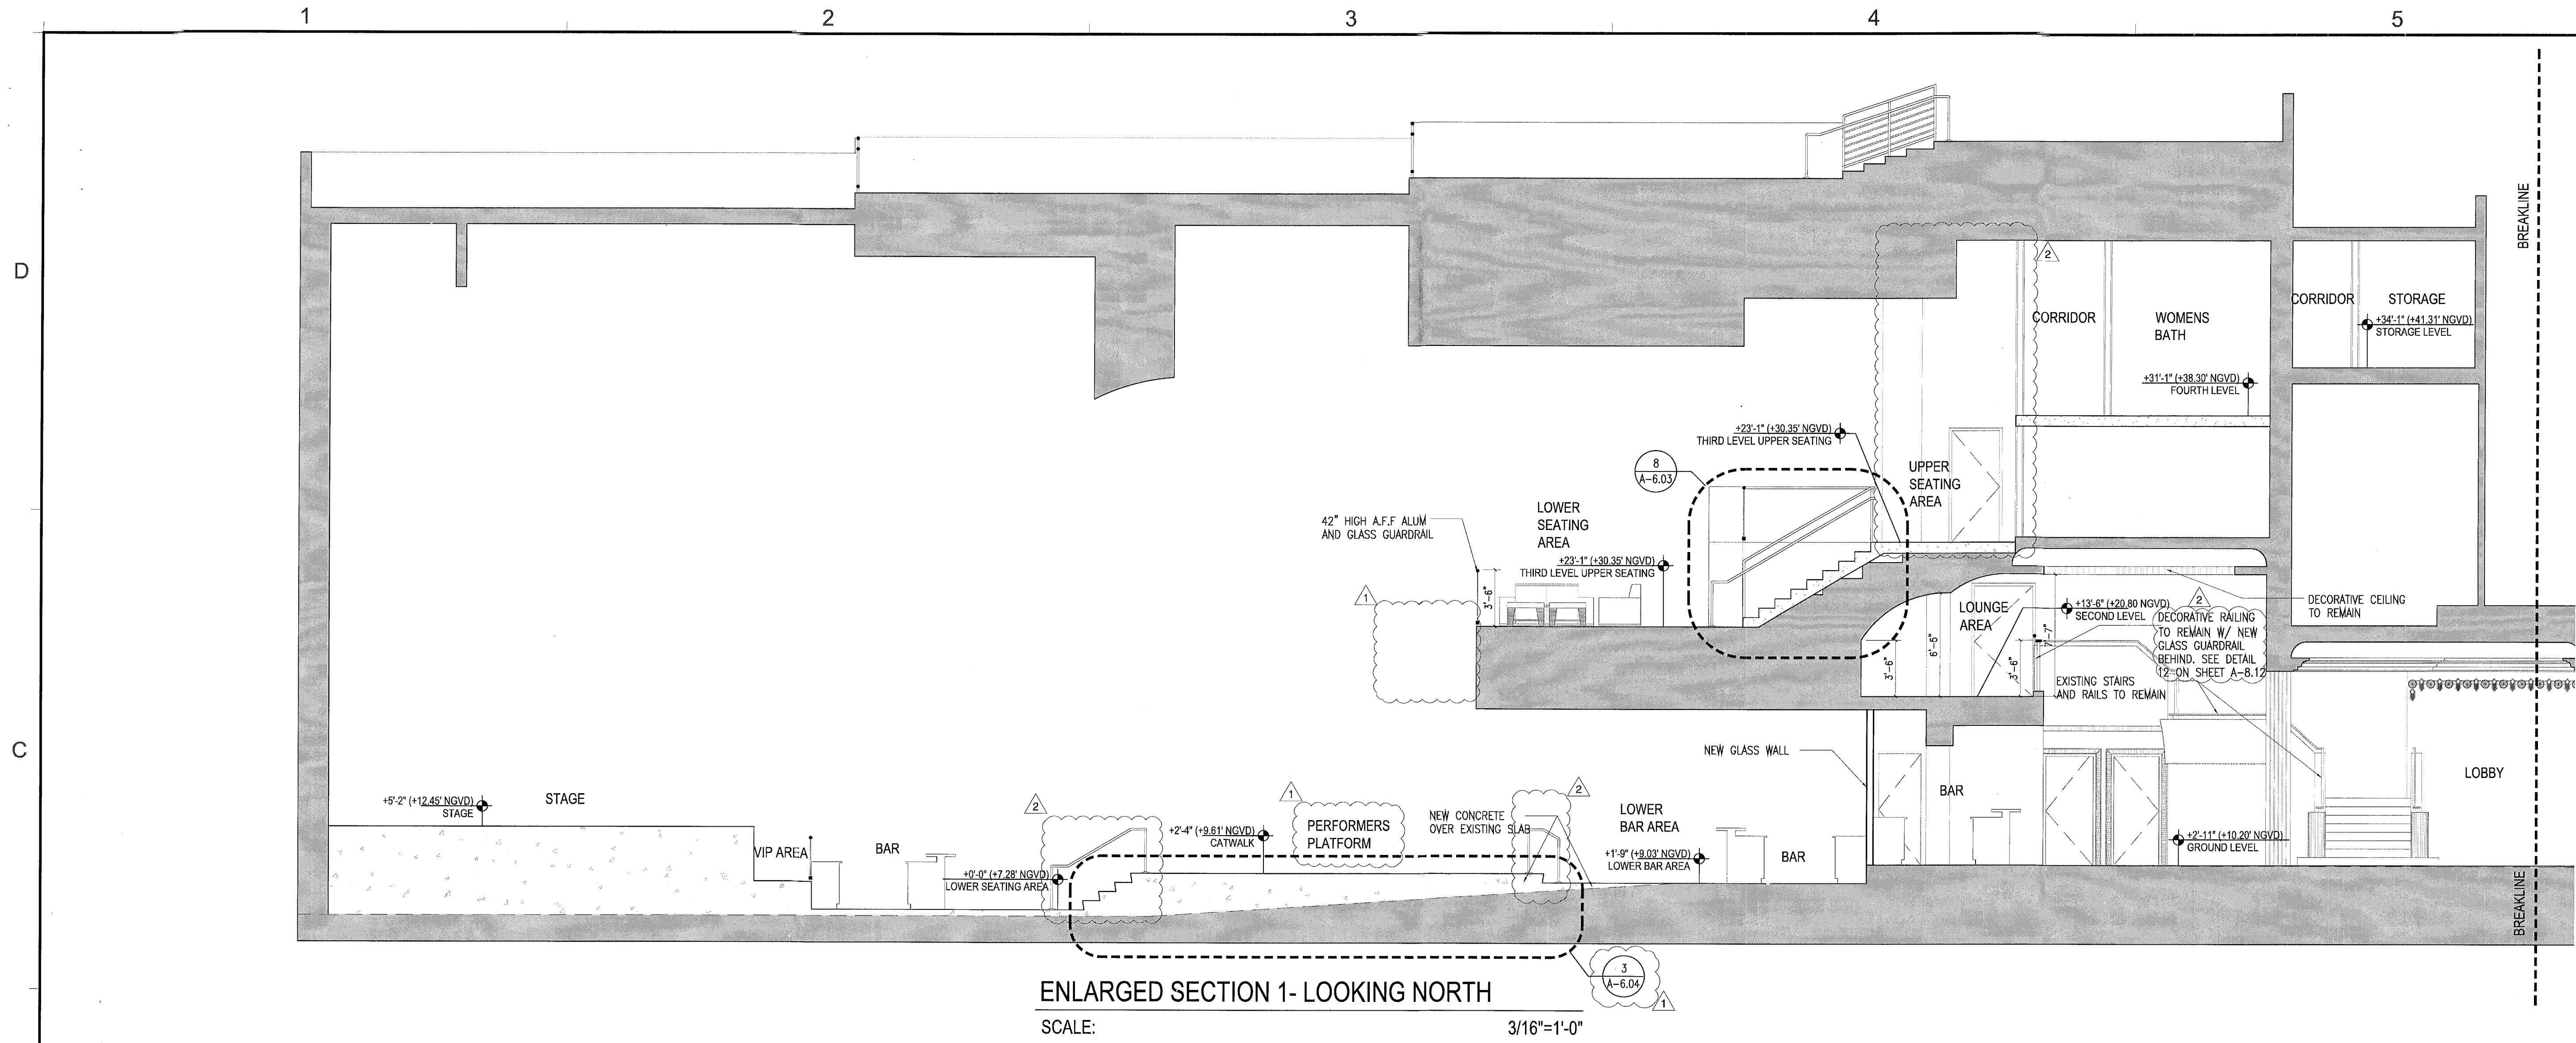 1
2
3
4
5
BREAKLINE
D
2
CORRIDOR
WOMENS
BATH
CORRIDOR
STORAGE
+34'-1" (+41.31' NGVD)
STORAGE LEVEL
+31'-1" (+38.30' NGVD)
FOURTH LEVEL
+23'-1" (+30.35' NGVD)
THIRD LEVEL UPPER SEATING
8
A-6.03
UPPER
SEATING
AREA
LOWER
SEATING
AREA
42" HIGH A.F.F ALUM
AND GLASS GUARDRAIL
+23'-1" (+30.35' NGVD)
THIRD LEVEL UPPER SEATING
1
3'-6"
LOUNGE
AREA
+13'-6" (+20.80 NGVD)
SECOND LEVEL
2
DECORATIVE CEILING
TO REMAIN
DECORATIVE RAILING
TO REMAIN W/ NEW
GLASS GUARDRAIL
BEHIND. SEE DETAIL
12 ON SHEET A-8.12
3'-6"
6'-6"
3'-6"
7'-7"
EXISTING STAIRS
AND RAILS TO REMAIN
C
NEW GLASS WALL
LOBBY
BAR
+5'-2" (+12.45' NGVD)
STAGE
STAGE
2
1
2
+2'-4" (+9.61' NGVD)
CATWALK
PERFORMERS
PLATFORM
NEW CONCRETE
OVER EXISTING SLAB
LOWER
BAR AREA
VIP AREA
BAR
+0'-0" (+7.28' NGVD)
LOWER SEATING AREA
+1'-9" (+9.03' NGVD)
LOWER BAR AREA
BAR
+2'-11" (+10.20' NGVD)
GROUND LEVEL
BREAKLINE
3
A-6.04
1
ENLARGED SECTION 1- LOOKING NORTH
SCALE:
3/16"=1'-0"